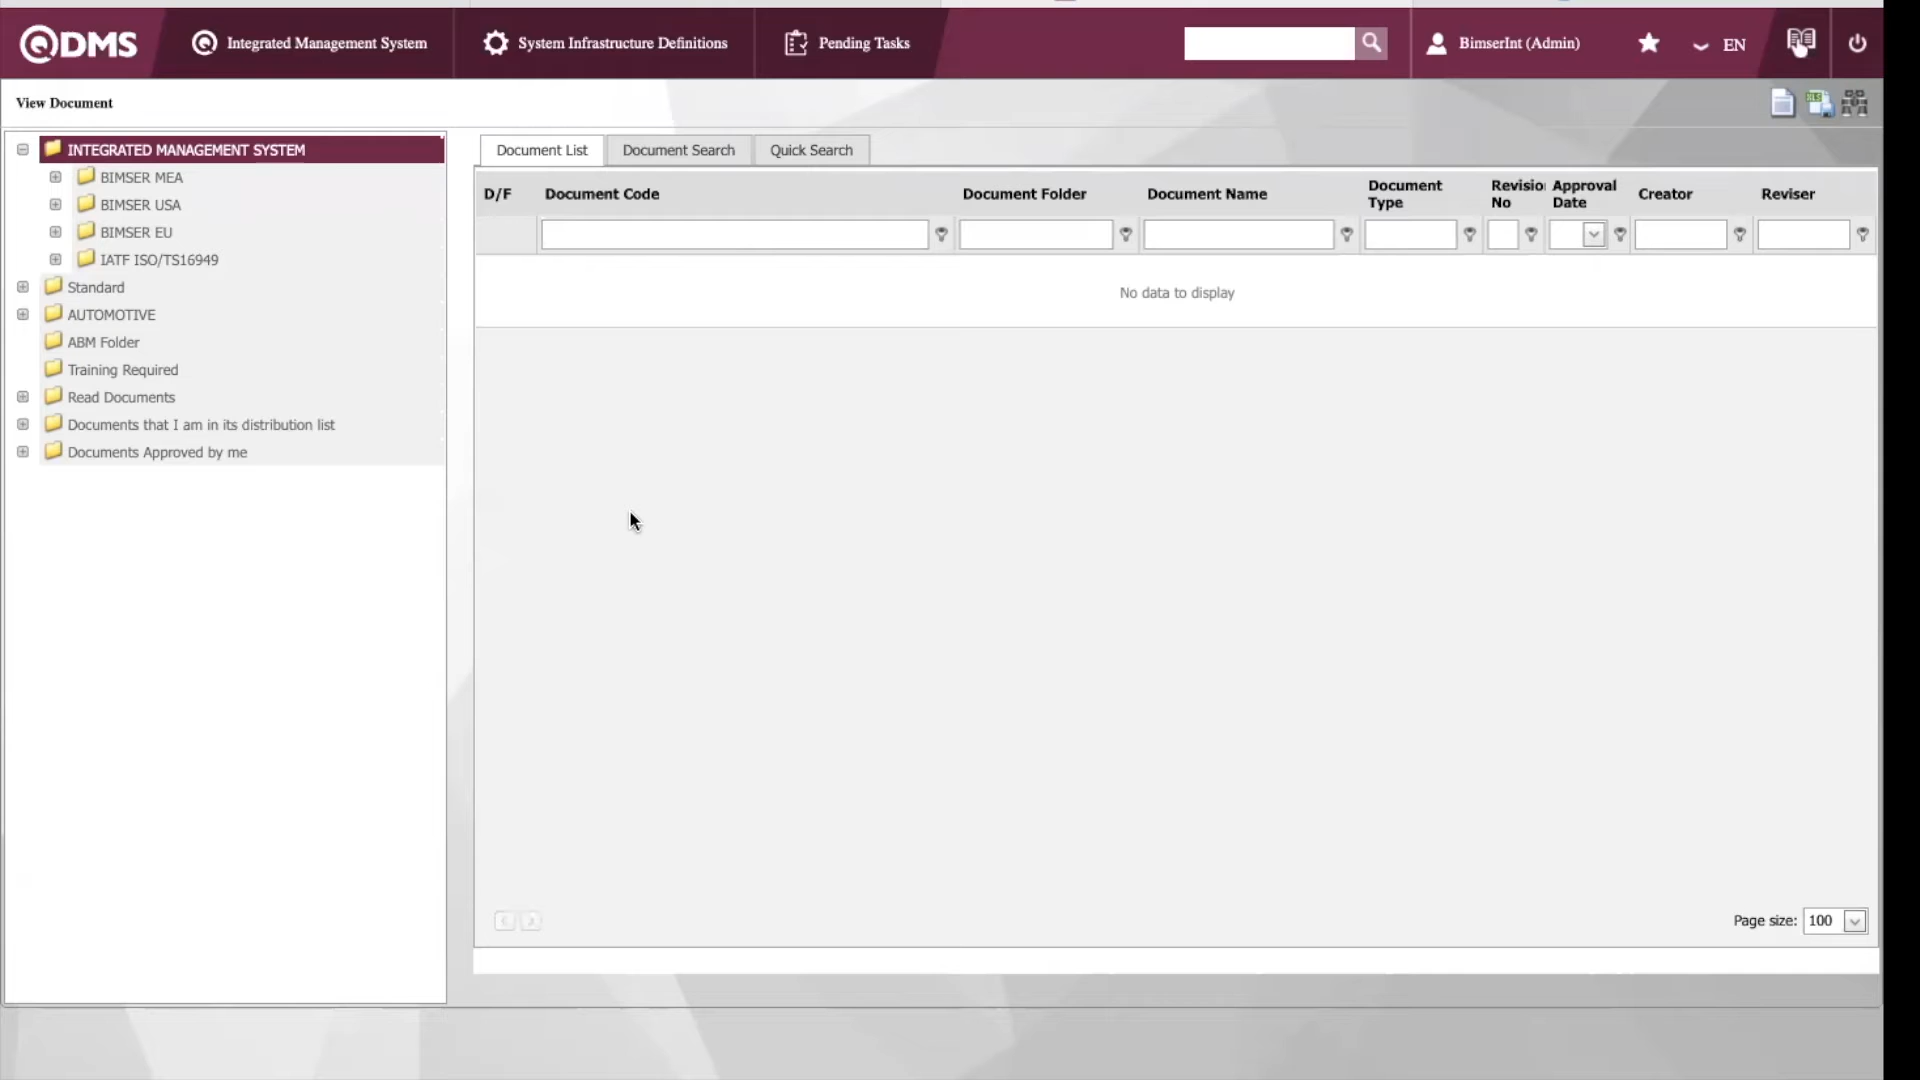 QDMS
Integrated Management System
System Infrastructure Definitions
Pending Tasks
BimserInt (Admin)
EN
View Document
INTEGRATED MANAGEMENT SYSTEM
BIMSER MEA
BIMSER USA
BIMSER EU
IATF ISO/TS16949
Standard
AUTOMOTIVE
ABM Folder
Training Required
Read Documents
Documents that I am in its distribution list
Documents Approved by me
Document List
Document Search
Quick Search
D/F
Document Code
Document Folder
Document Name
Document
Type
Revisio
No
Approval
Date
Creator
Reviser
No data to display
Page size: 100